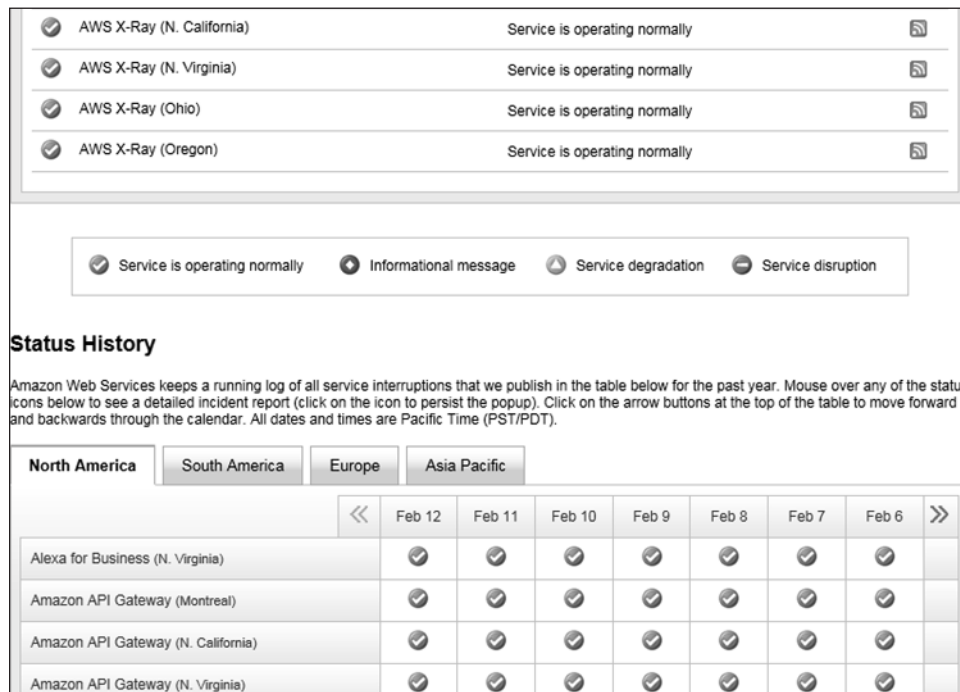 AWS X-Ray (N. California) Service is operating normally
AWS X-Ray (N. Virginia) Service is operating normally
AWS X-Ray (Ohio) Service is operating normally
AWS X-Ray (Oregon) Service is operating normally
Service is operating normally Informational message Service degradation Service disruption
Status History
Amazon Web Services keeps a running log of all service interruptions that we publish in the table below for the past year. Mouse over any of the statu
icons below to see a detailed incident report (click on the icon to persist the popup). Click on the arrow buttons at the top of the table to move forward
and backwards through the calendar. All dates and times are Pacific Time (PST/PDT).
North America South America Europe Asia Pacific
Feb 12 Feb 11 Feb 10 Feb 9 Feb 8 Feb 7 Feb 6
Alexa for Business (N. Virginia)
Amazon API Gateway (Montreal)
Amazon API Gateway (N. California)
Amazon API Gateway (N. Virginia)